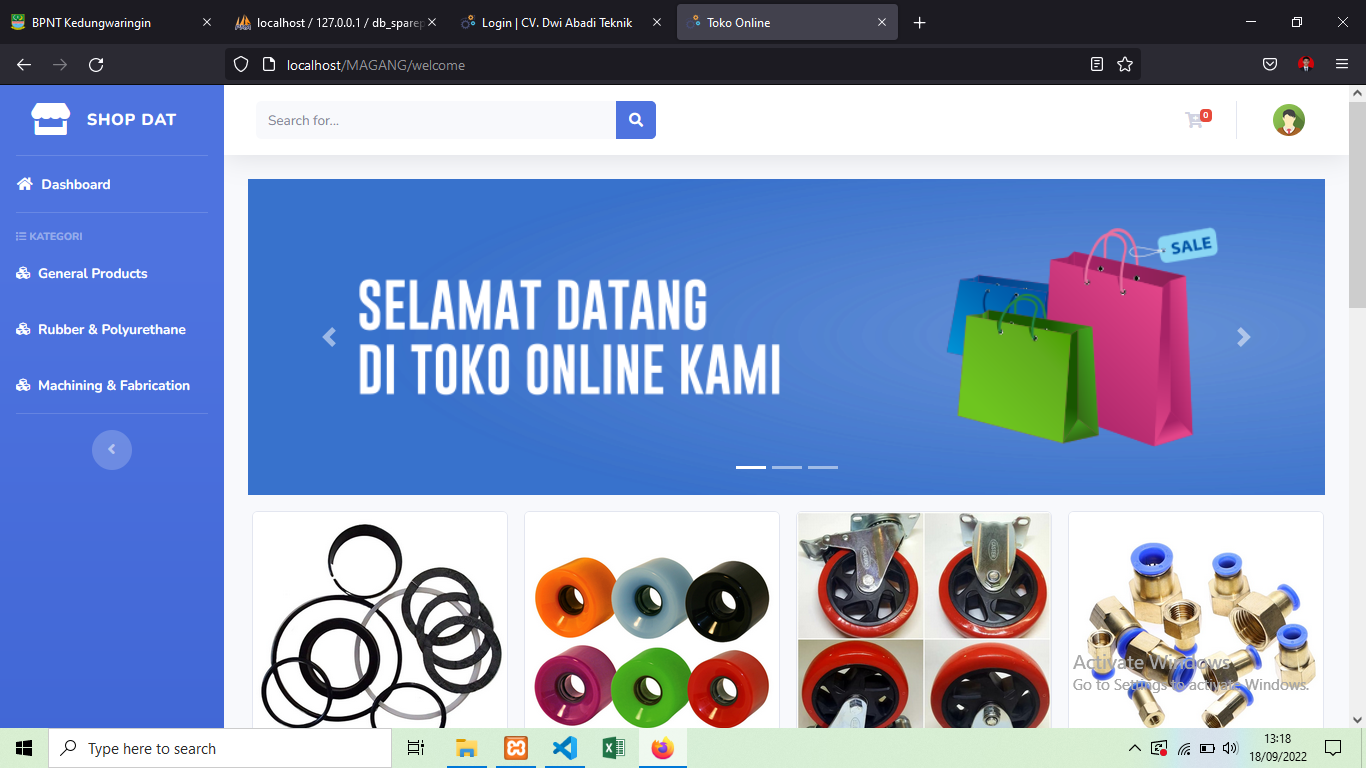 BPNT Kedungwaringin
localhost / 127.0.0.1 / db_sparep
Login | CV. Dwi Abadi Teknik
Toko Online
localhost/MAGANG/welcome
SHOP DAT
Search for...
0
Dashboard
KATEGORI
General Products
Rubber & Polyurethane
Machining & Fabrication
SALE
SELAMAT DATANG
DI TOKO ONLINE KAMI
Activate Windows
Go to Settings to activate Windows.
Type here to search
13:18
18/09/2022